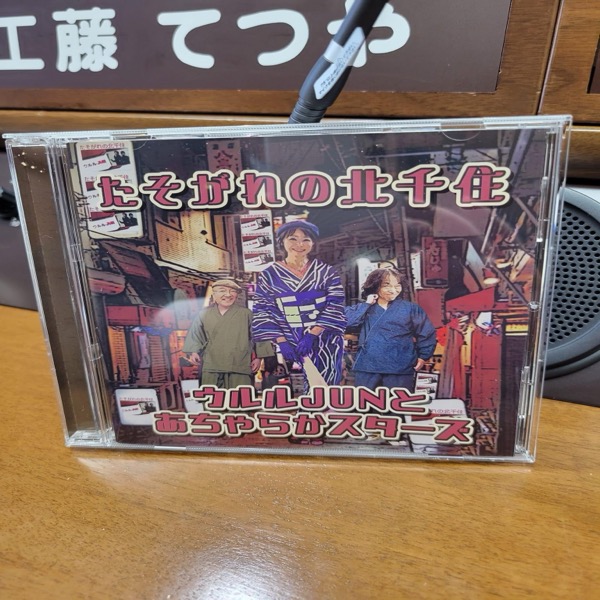 工藤 てつや
たそがれの北千住
ウルルJUNと
あちゃらかスターズ